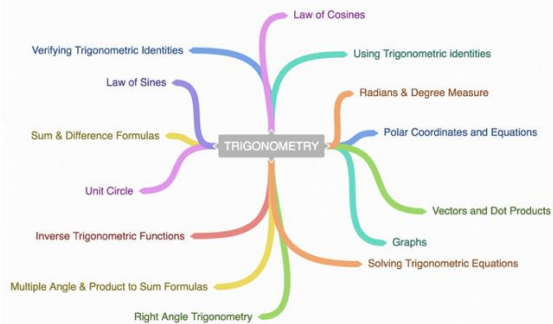 Law of Cosines
Verifying Trigonometric Identities
Using Trigonometric identities
Law of Sines
Radians & Degree Measure
Sum & Difference Formulas
Polar Coordinates and Equations
TRIGONOMETRY
Unit Circle
Vectors and Dot Products
Inverse Trigonometric Functions
Graphs
Solving Trigonometric Equations
Multiple Angle & Product to Sum Formulas
Right Angle Trigonometry